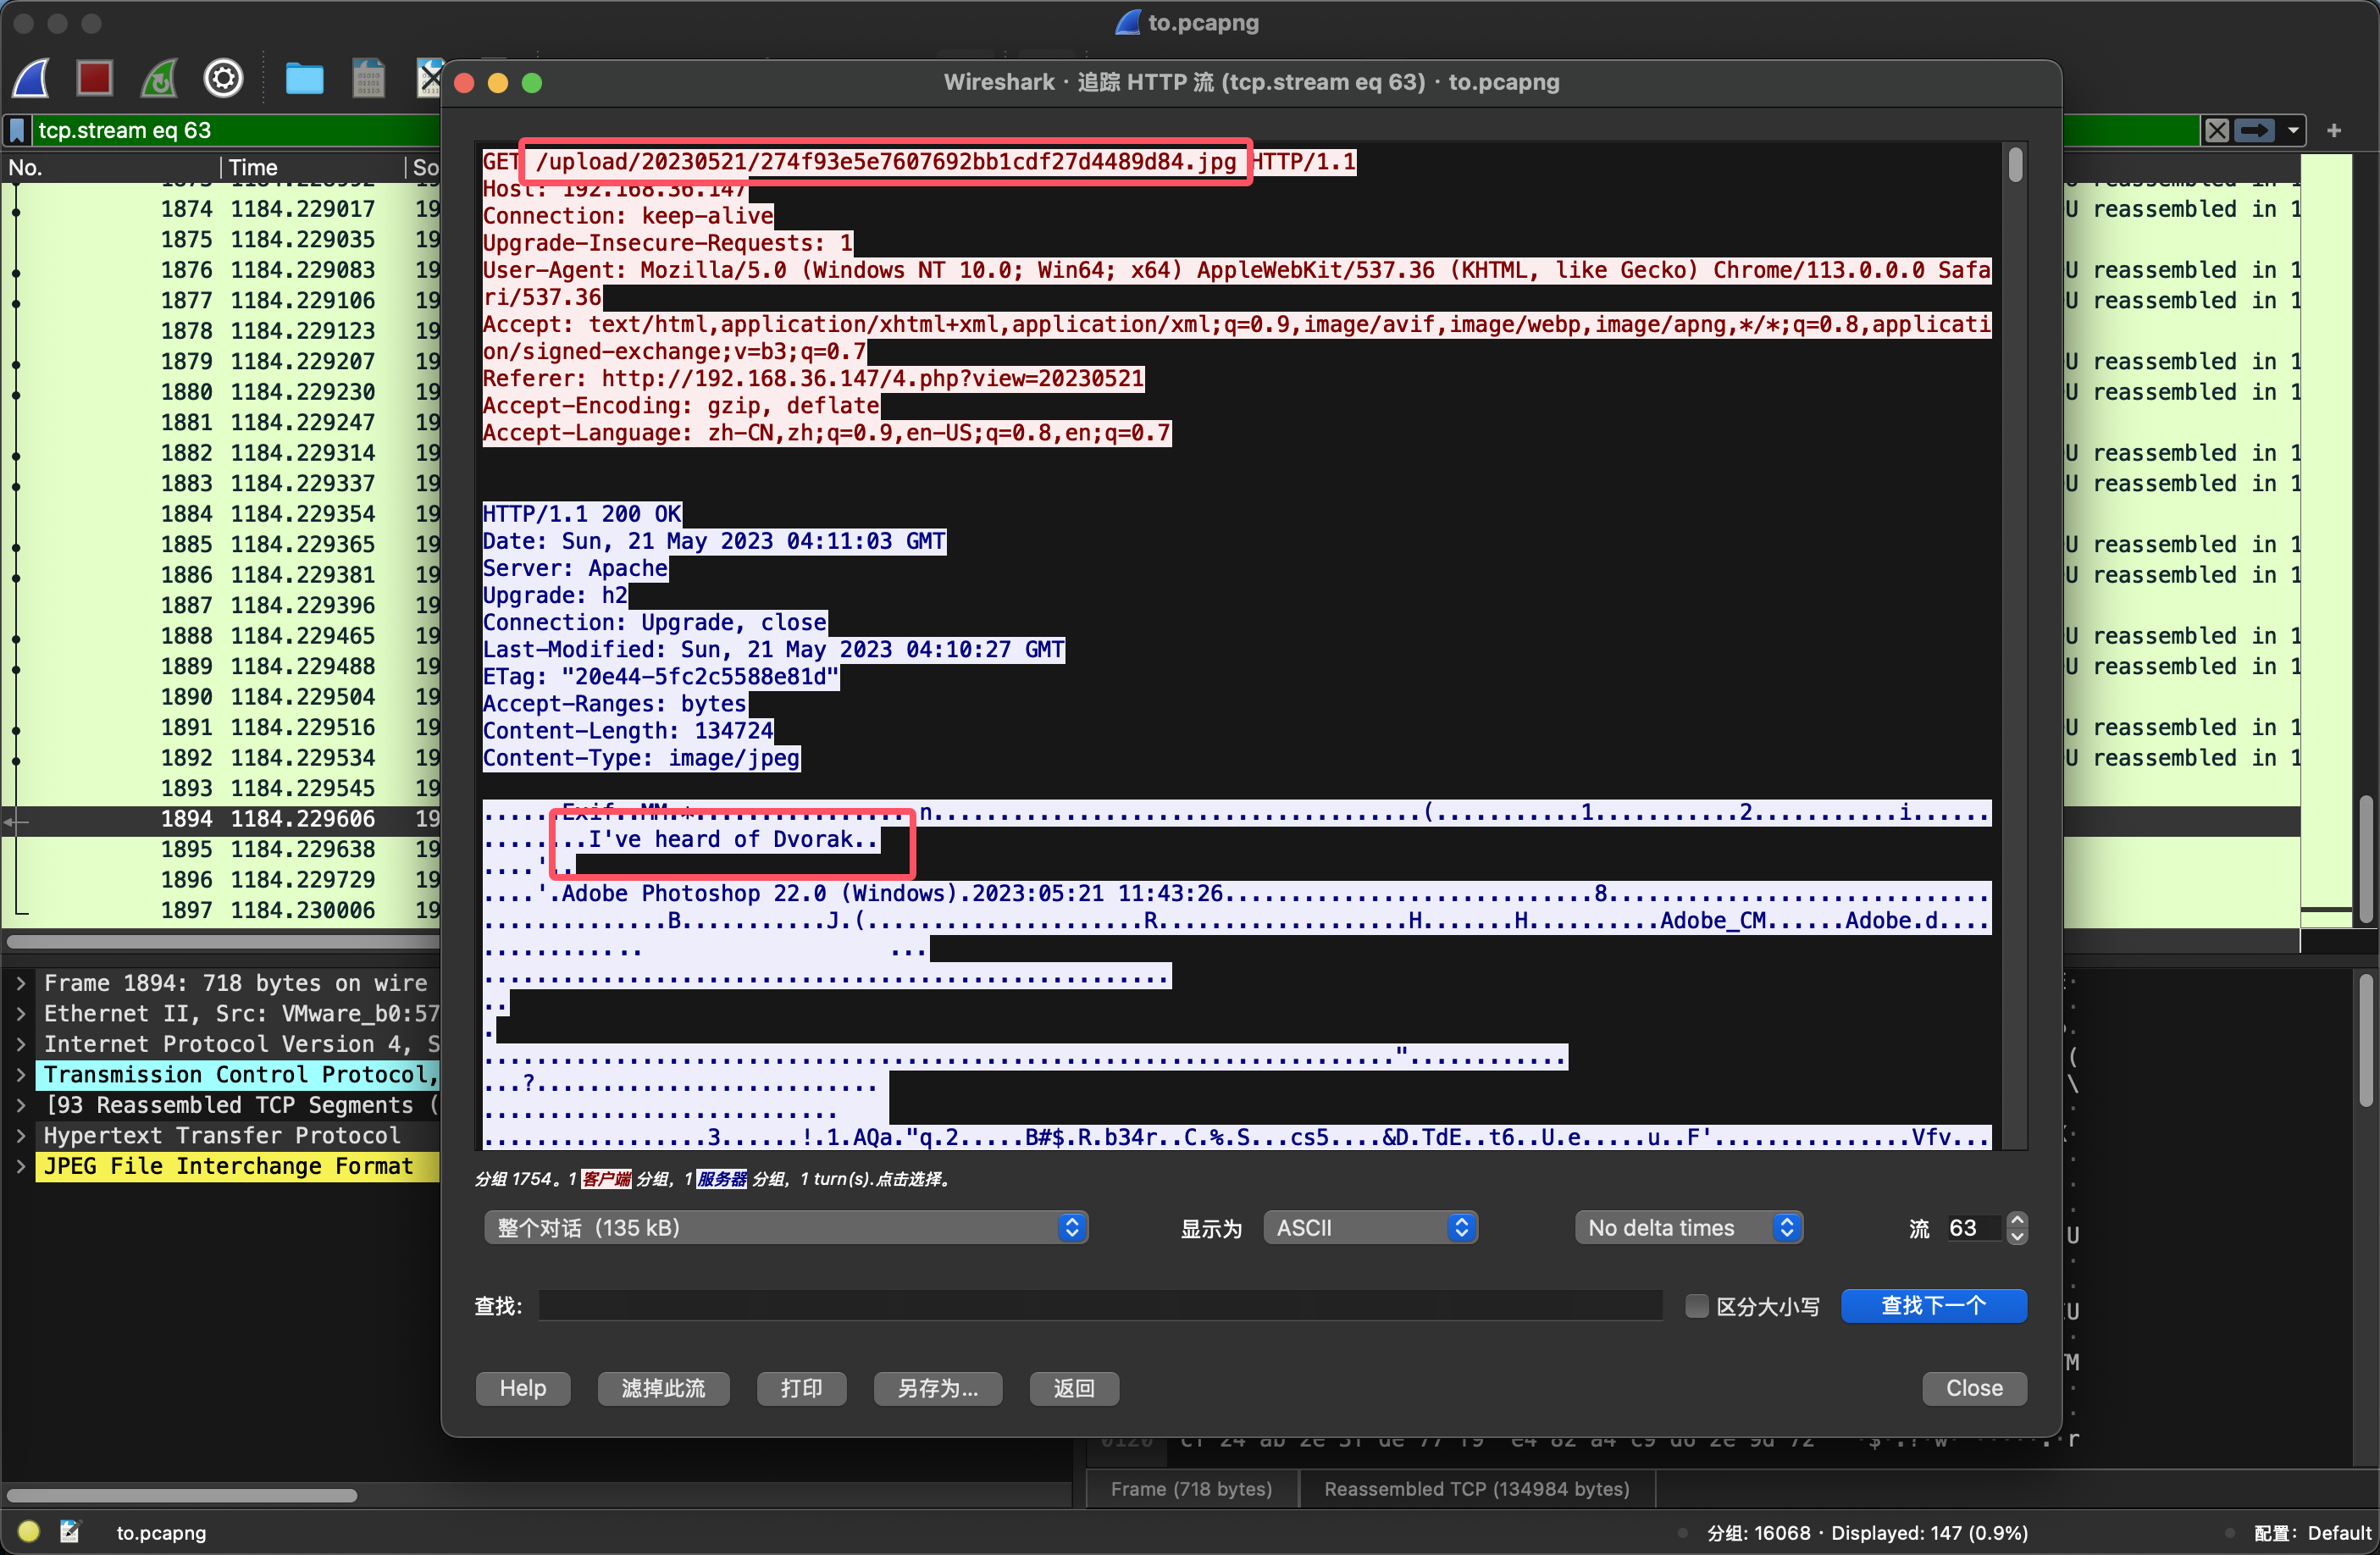 to.pcapng
Wireshark · 追踪 HTTP 流 (tcp.stream eq 63) · to.pcapng
tcp.stream eq 63
No. Time So
1874 1184.229017 19
1875 1184.229035 19
1876 1184.229083 19
1877 1184.229106 19
1878 1184.229123 19
1879 1184.229207 19
1880 1184.229230 19
1881 1184.229247 19
1882 1184.229314 19
1883 1184.229337 19
1884 1184.229354 19
1885 1184.229365 19
1886 1184.229381 19
1887 1184.229396 19
1888 1184.229465 19
1889 1184.229488 19
1890 1184.229504 19
1891 1184.229516 19
1892 1184.229534 19
1893 1184.229545 19
1894 1184.229606 19
1895 1184.229638 19
1896 1184.229729 19
1897 1184.230006 19
U reassembled in 1
U reassembled in 1
U reassembled in 1
U reassembled in 1
U reassembled in 1
U reassembled in 1
U reassembled in 1
U reassembled in 1
U reassembled in 1
U reassembled in 1
U reassembled in 1
U reassembled in 1
U reassembled in 1
Frame 1894: 718 bytes on wire
Ethernet II, Src: VMware_b0:57
Internet Protocol Version 4, S
Transmission Control Protocol,
[93 Reassembled TCP Segments (
Hypertext Transfer Protocol
JPEG File Interchange Format
GET /upload/20230521/274f93e5e7607692bb1cdf27d4489d84.jpg HTTP/1.1
Host: 192.168.36.147
Connection: keep-alive
Upgrade-Insecure-Requests: 1
User-Agent: Mozilla/5.0 (Windows NT 10.0; Win64; x64) AppleWebKit/537.36 (KHTML, like Gecko) Chrome/113.0.0.0 Safa
ri/537.36
Accept: text/html,application/xhtml+xml,application/xml;q=0.9,image/avif,image/webp,image/apng,*/*;q=0.8,applicati
on/signed-exchange;v=b3;q=0.7
Referer: http://192.168.36.147/4.php?view=20230521
Accept-Encoding: gzip, deflate
Accept-Language: zh-CN,zh;q=0.9,en-US;q=0.8,en;q=0.7
HTTP/1.1 200 OK
Date: Sun, 21 May 2023 04:11:03 GMT
Server: Apache
Upgrade: h2
Connection: Upgrade, close
Last-Modified: Sun, 21 May 2023 04:10:27 GMT
ETag: "20e44-5fc2c5588e81d"
Accept-Ranges: bytes
Content-Length: 134724
Content-Type: image/jpeg
......Exif..MM.*.................n.....................................(...........1...........2...........i......
........I've heard of Dvorak..
....'..
....'.Adobe Photoshop 22.0 (Windows).2023:05:21 11:43:26............................8.............................
..............B...........J.(.....................R...................H.......H..........Adobe_CM......Adobe.d....
............ ...
....................................................
..
.
......................................................................"............
...?..........................
...........................
.................3......!.1.AQa."q.2.....B#$.R.b34r..C.%.S...cs5....&D.TdE..t6..U.e.....u..F'...............Vfv...
分组 1754。1 客户端 分组, 1 服务器 分组, 1 turn(s).点击选择。
整个对话 (135 kB)
显示为 ASCII
No delta times
流 63
查找:
区分大小写
查找下一个
Help
滤掉此流
打印
另存为...
返回
Close
Frame (718 bytes)
Reassembled TCP (134984 bytes)
to.pcapng
分组: 16068 · Displayed: 147 (0.9%)
配置: Default